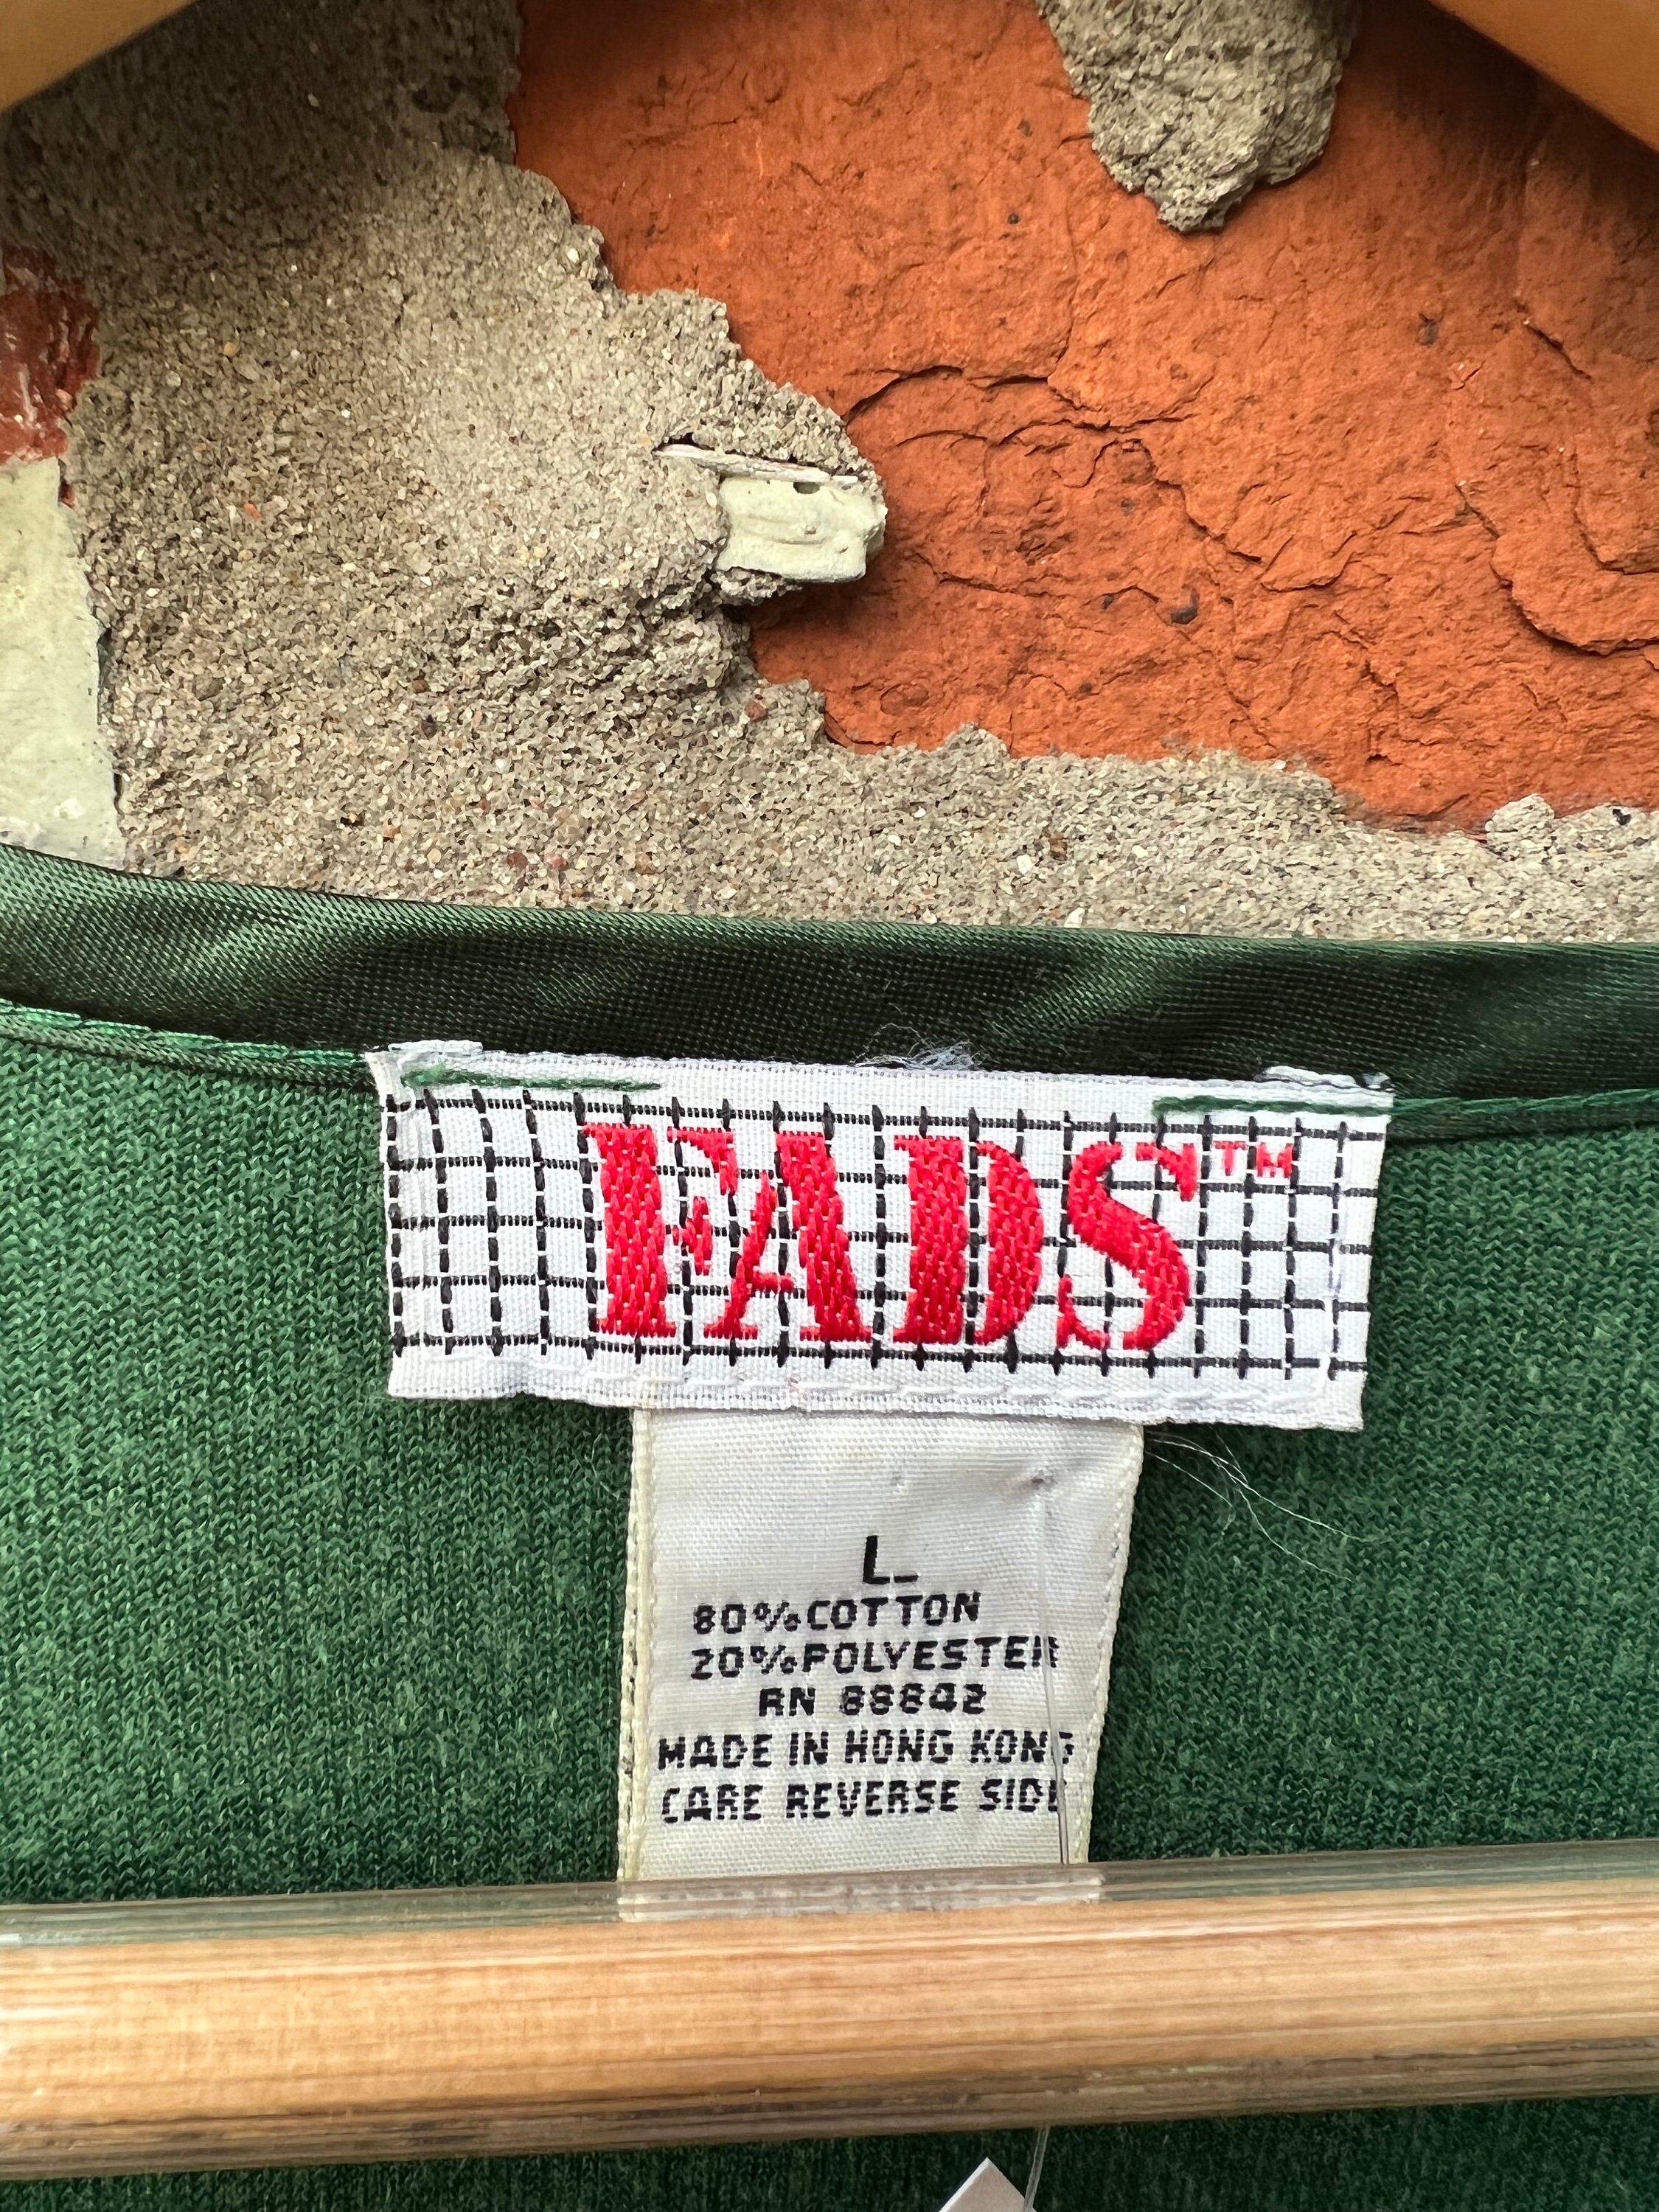 FADS™
L
80%COTTON
20%POLYESTER
RN 88842
MADE IN HONG KONG
CARE REVERSE SIDE